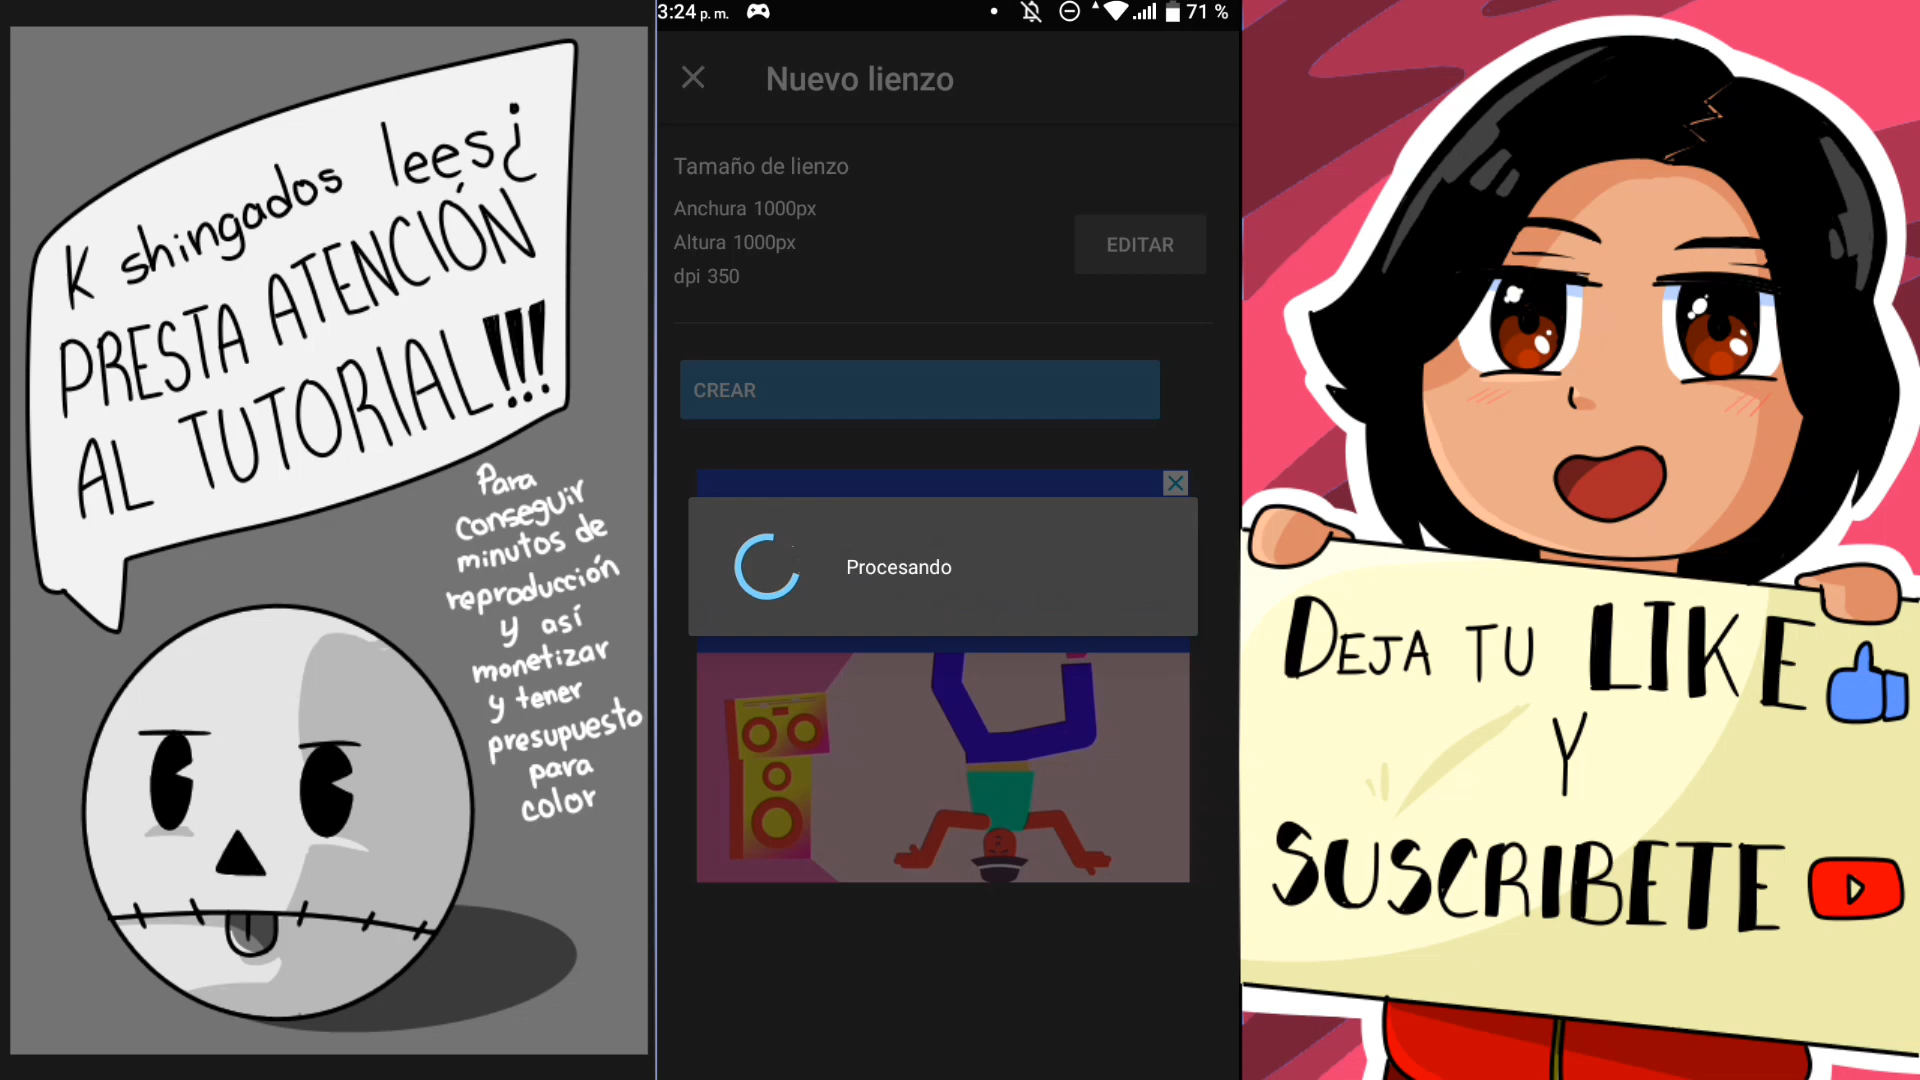 K shingados lees¿
PRESTA ATENCIÓN
AL TUTORIAL!!!
Para
conseguir
minutos de
reproducción
y así
monetizar
y tener
presupuesto
para
color
3:24 p. m.
71 %
Nuevo lienzo
Tamaño de lienzo
Anchura 1000px
Altura 1000px
dpi 350
EDITAR
CREAR
Procesando
DEJA TU LIKE
Y
SUSCRIBETE